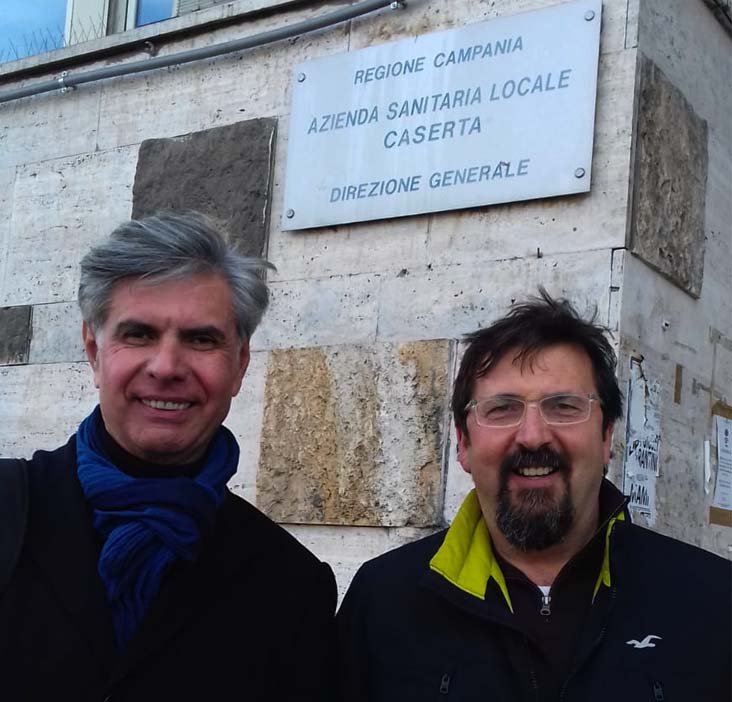 REGIONE CAMPANIA
AZIENDA SANITARIA LOCALE
CASERTA
DIREZIONE GENERALE